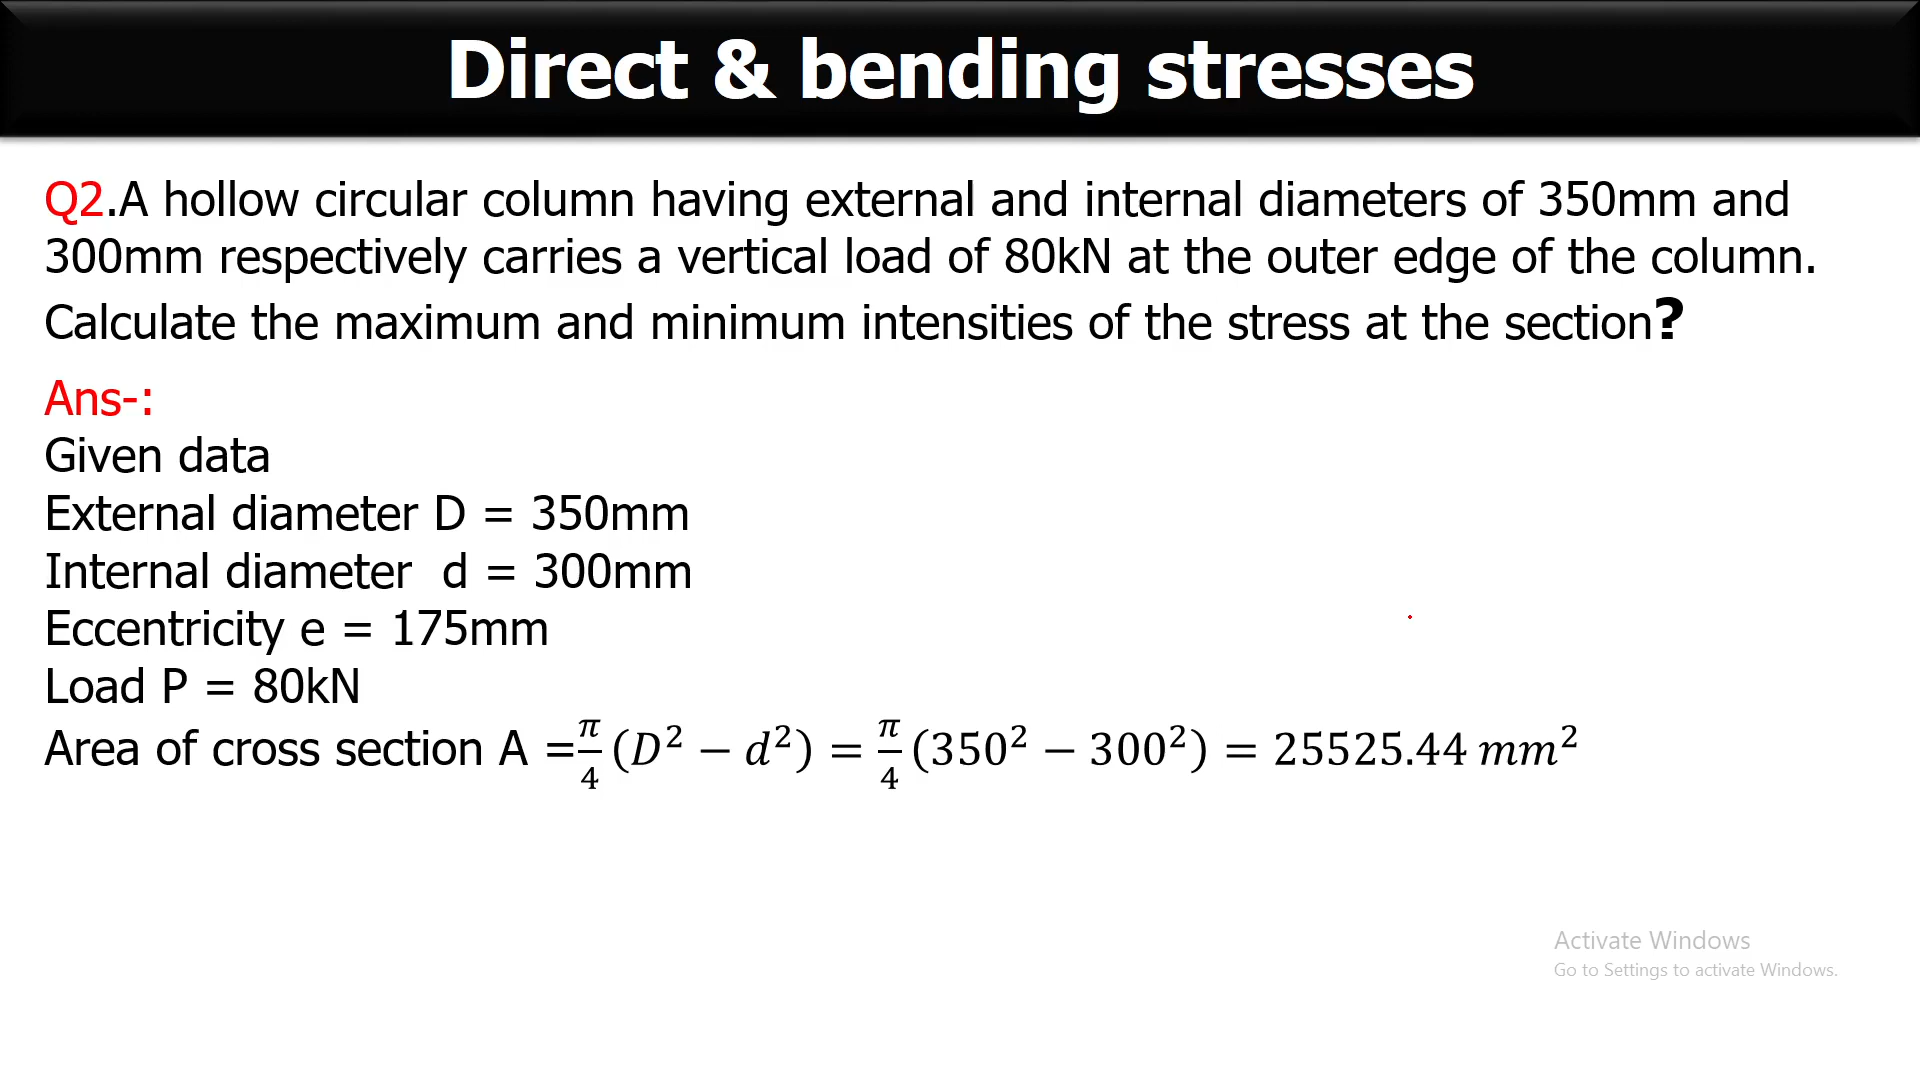 Direct & bending stresses
Q2.A hollow circular column having external and internal diameters of 350mm and
300mm respectively carries a vertical load of 80kN at the outer edge of the column.
Calculate the maximum and minimum intensities of the stress at the section?
Ans-:
Given data
External diameter D = 350mm
Internal diameter d = 300mm
Eccentricity e = 175mm
Load P = 80kN
Area of cross section A =π/4 (D² − d²) = π/4 (350² − 300²) = 25525.44 mm²
Activate Windows
Go to Settings to activate Windows.